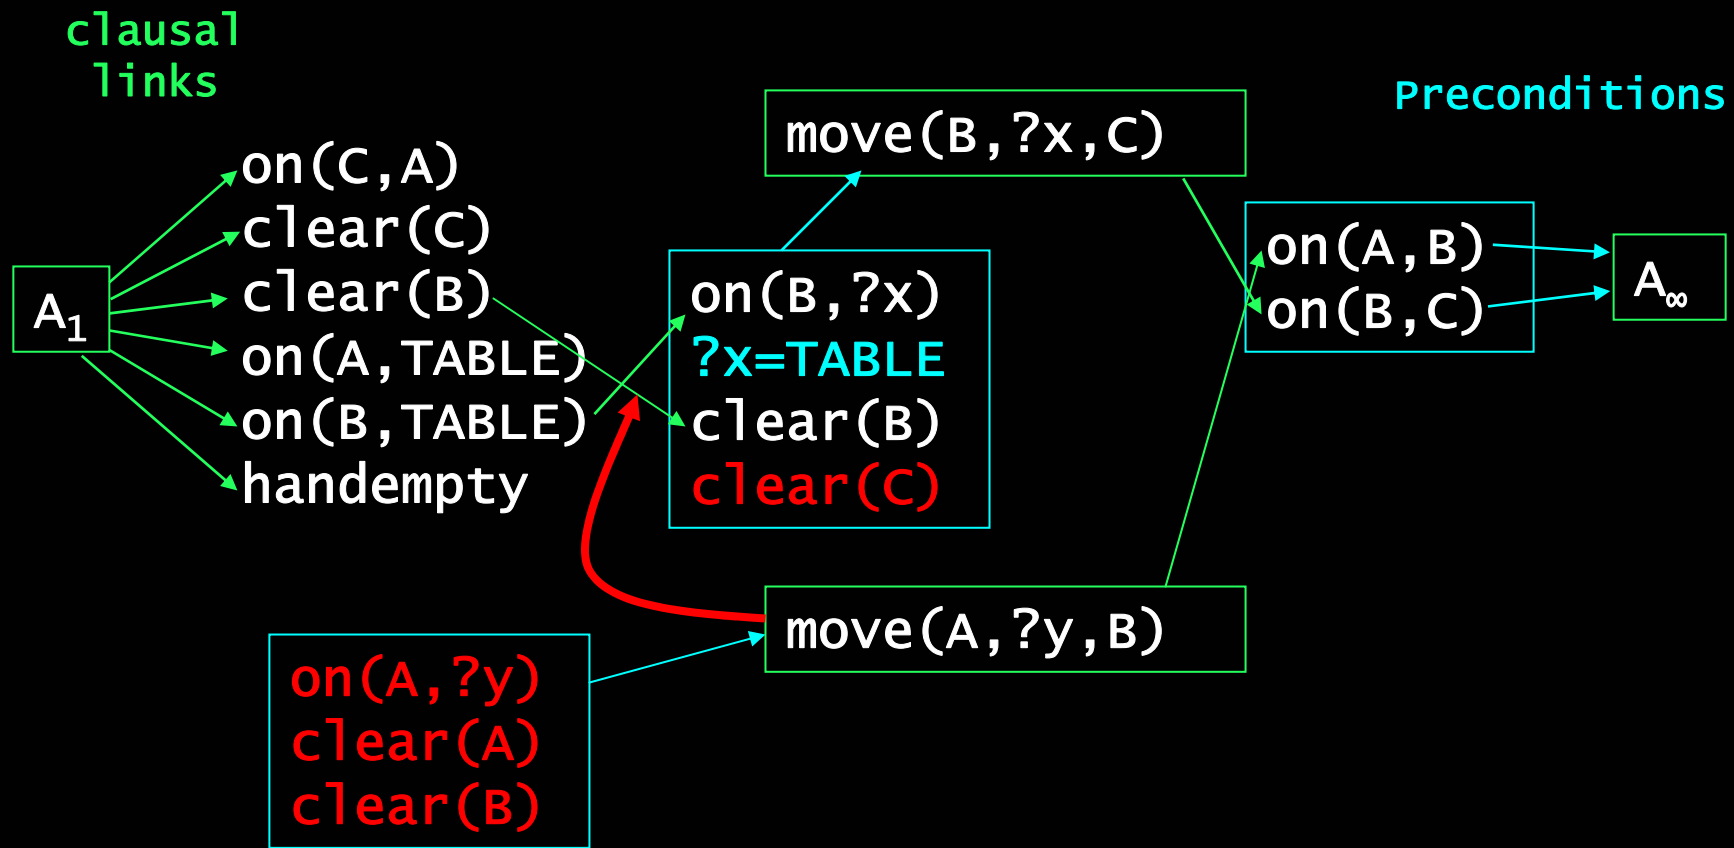 clausal
links
Preconditions
move(B,?x,C)
on(C,A)
clear(C)
clear(B)
on(A,TABLE)
on(B,TABLE)
handempty
A1
on(B,?x)
?x=TABLE
clear(B)
clear(C)
on(A,B)
on(B,C)
A∞
move(A,?y,B)
on(A,?y)
clear(A)
clear(B)